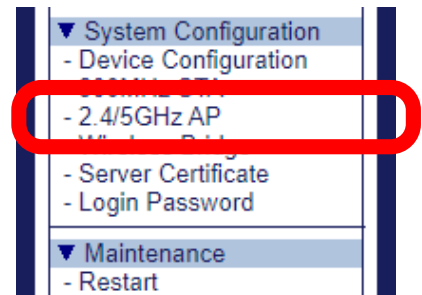 ▼ System Configuration
- Device Configuration
- 2.4/5GHz AP
- Server Certificate
- Login Password
▼ Maintenance
- Restart